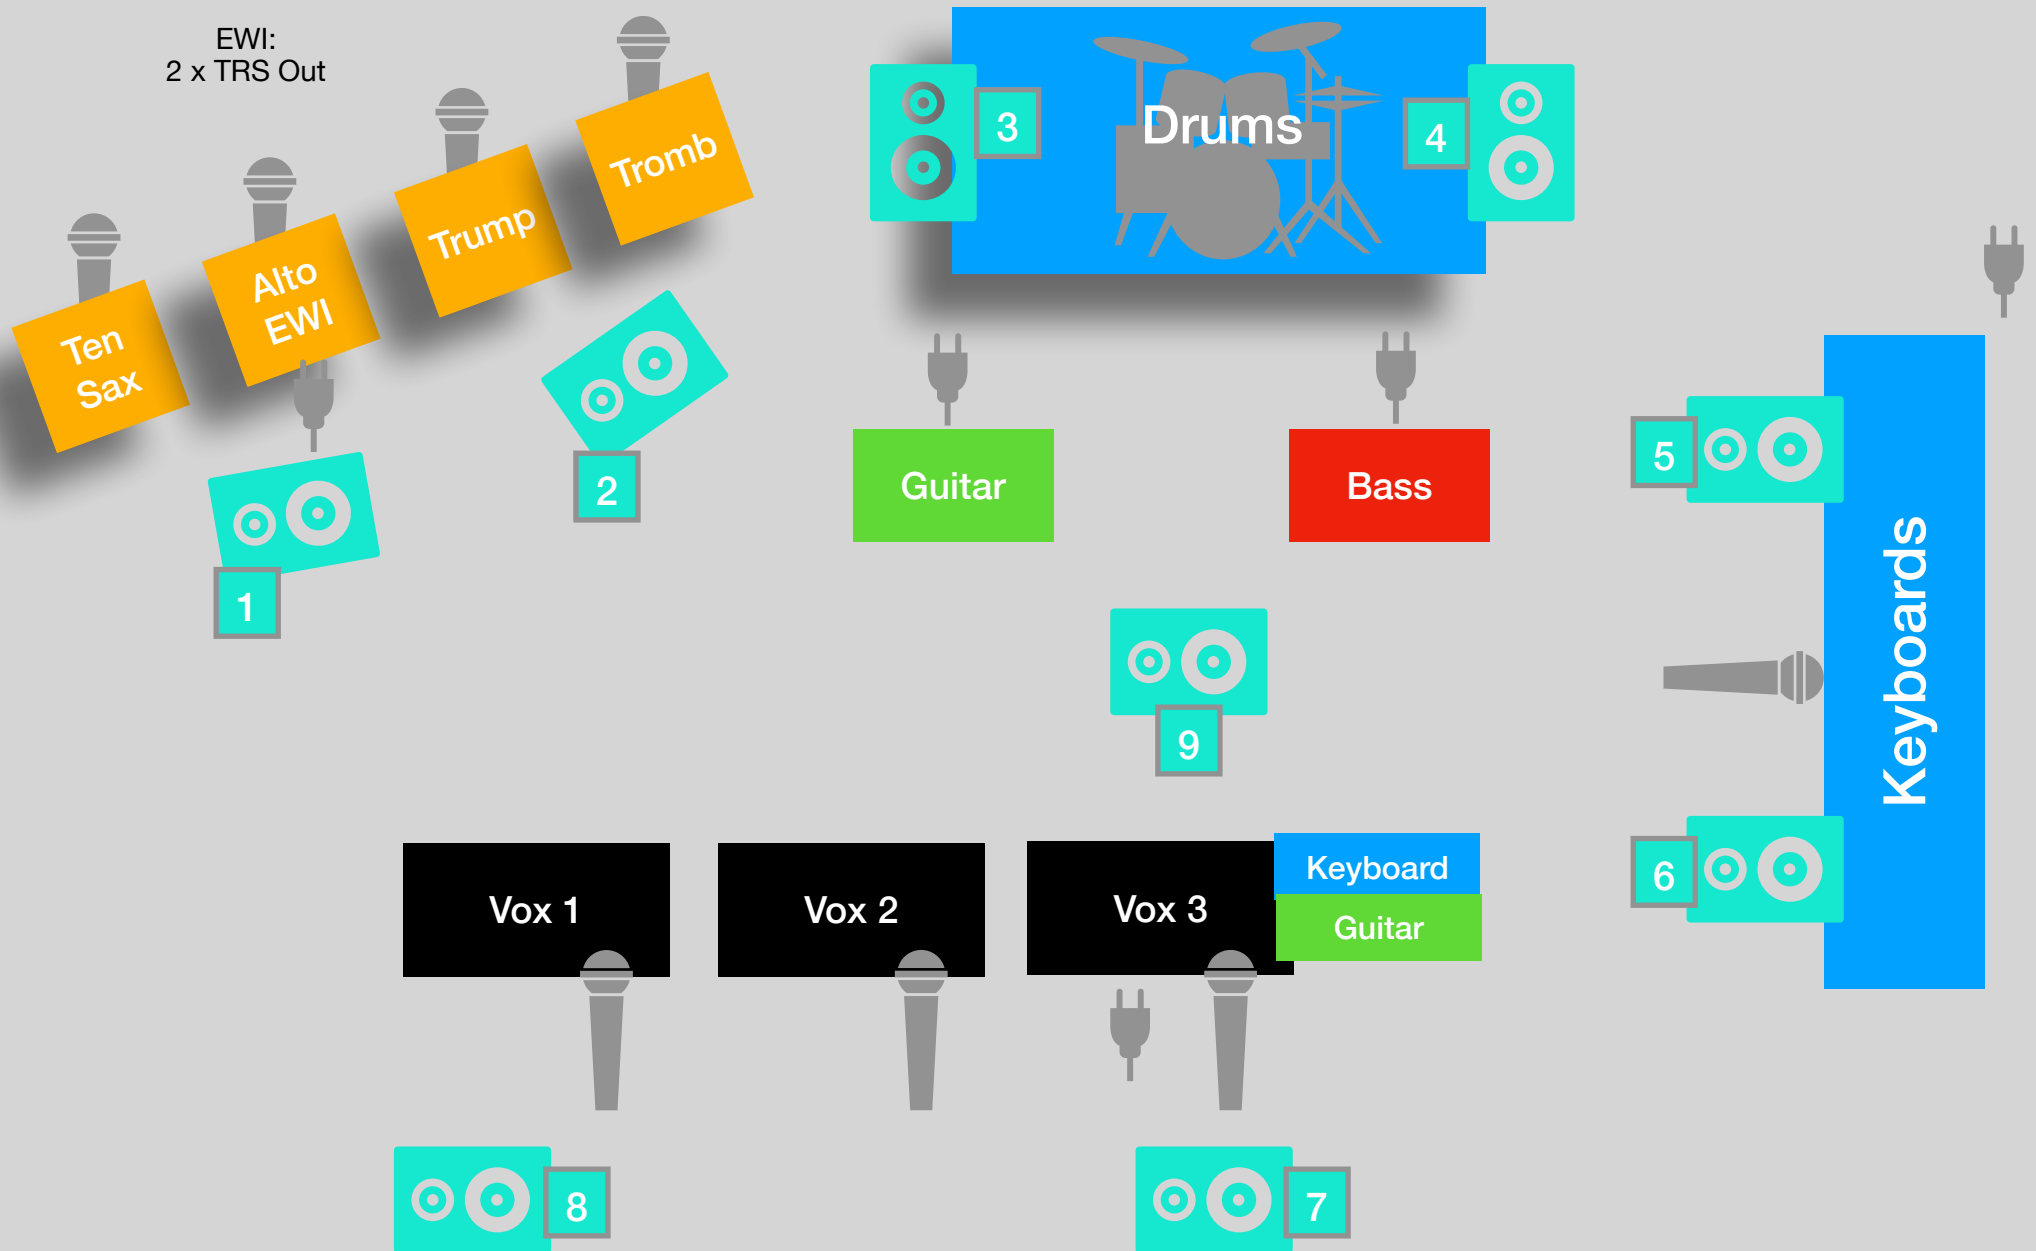 EWI:
2 x TRS Out
Tromb
Trump
Alto
EWI
Ten
Sax
3
Drums
4
1
2
Guitar
Bass
5
Keyboards
9
6
Vox 1
Vox 2
Vox 3
Keyboard
Guitar
8
7